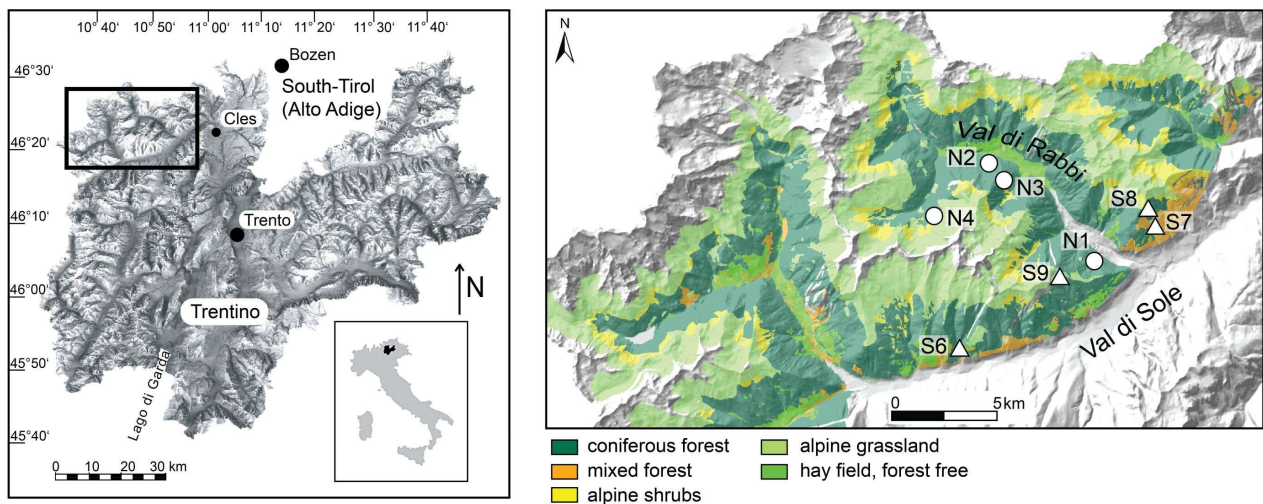 10° 40' 10° 50' 11° 00' 11° 10' 11° 20' 11° 30' 11° 40'
46°30'
46°20'
46°10'
46°00'
45°50'
45°40'
Bozen
South-Tirol
(Alto Adige)
Cles
Trento
Trentino
N
Lago di Garda
0 10 20 30 km
N
Val di Rabbi
N2
N3
N4
S8
S7
N1
S9
S6
Val di Sole
0 5 km
coniferous forest
mixed forest
alpine shrubs
alpine grassland
hay field, forest free